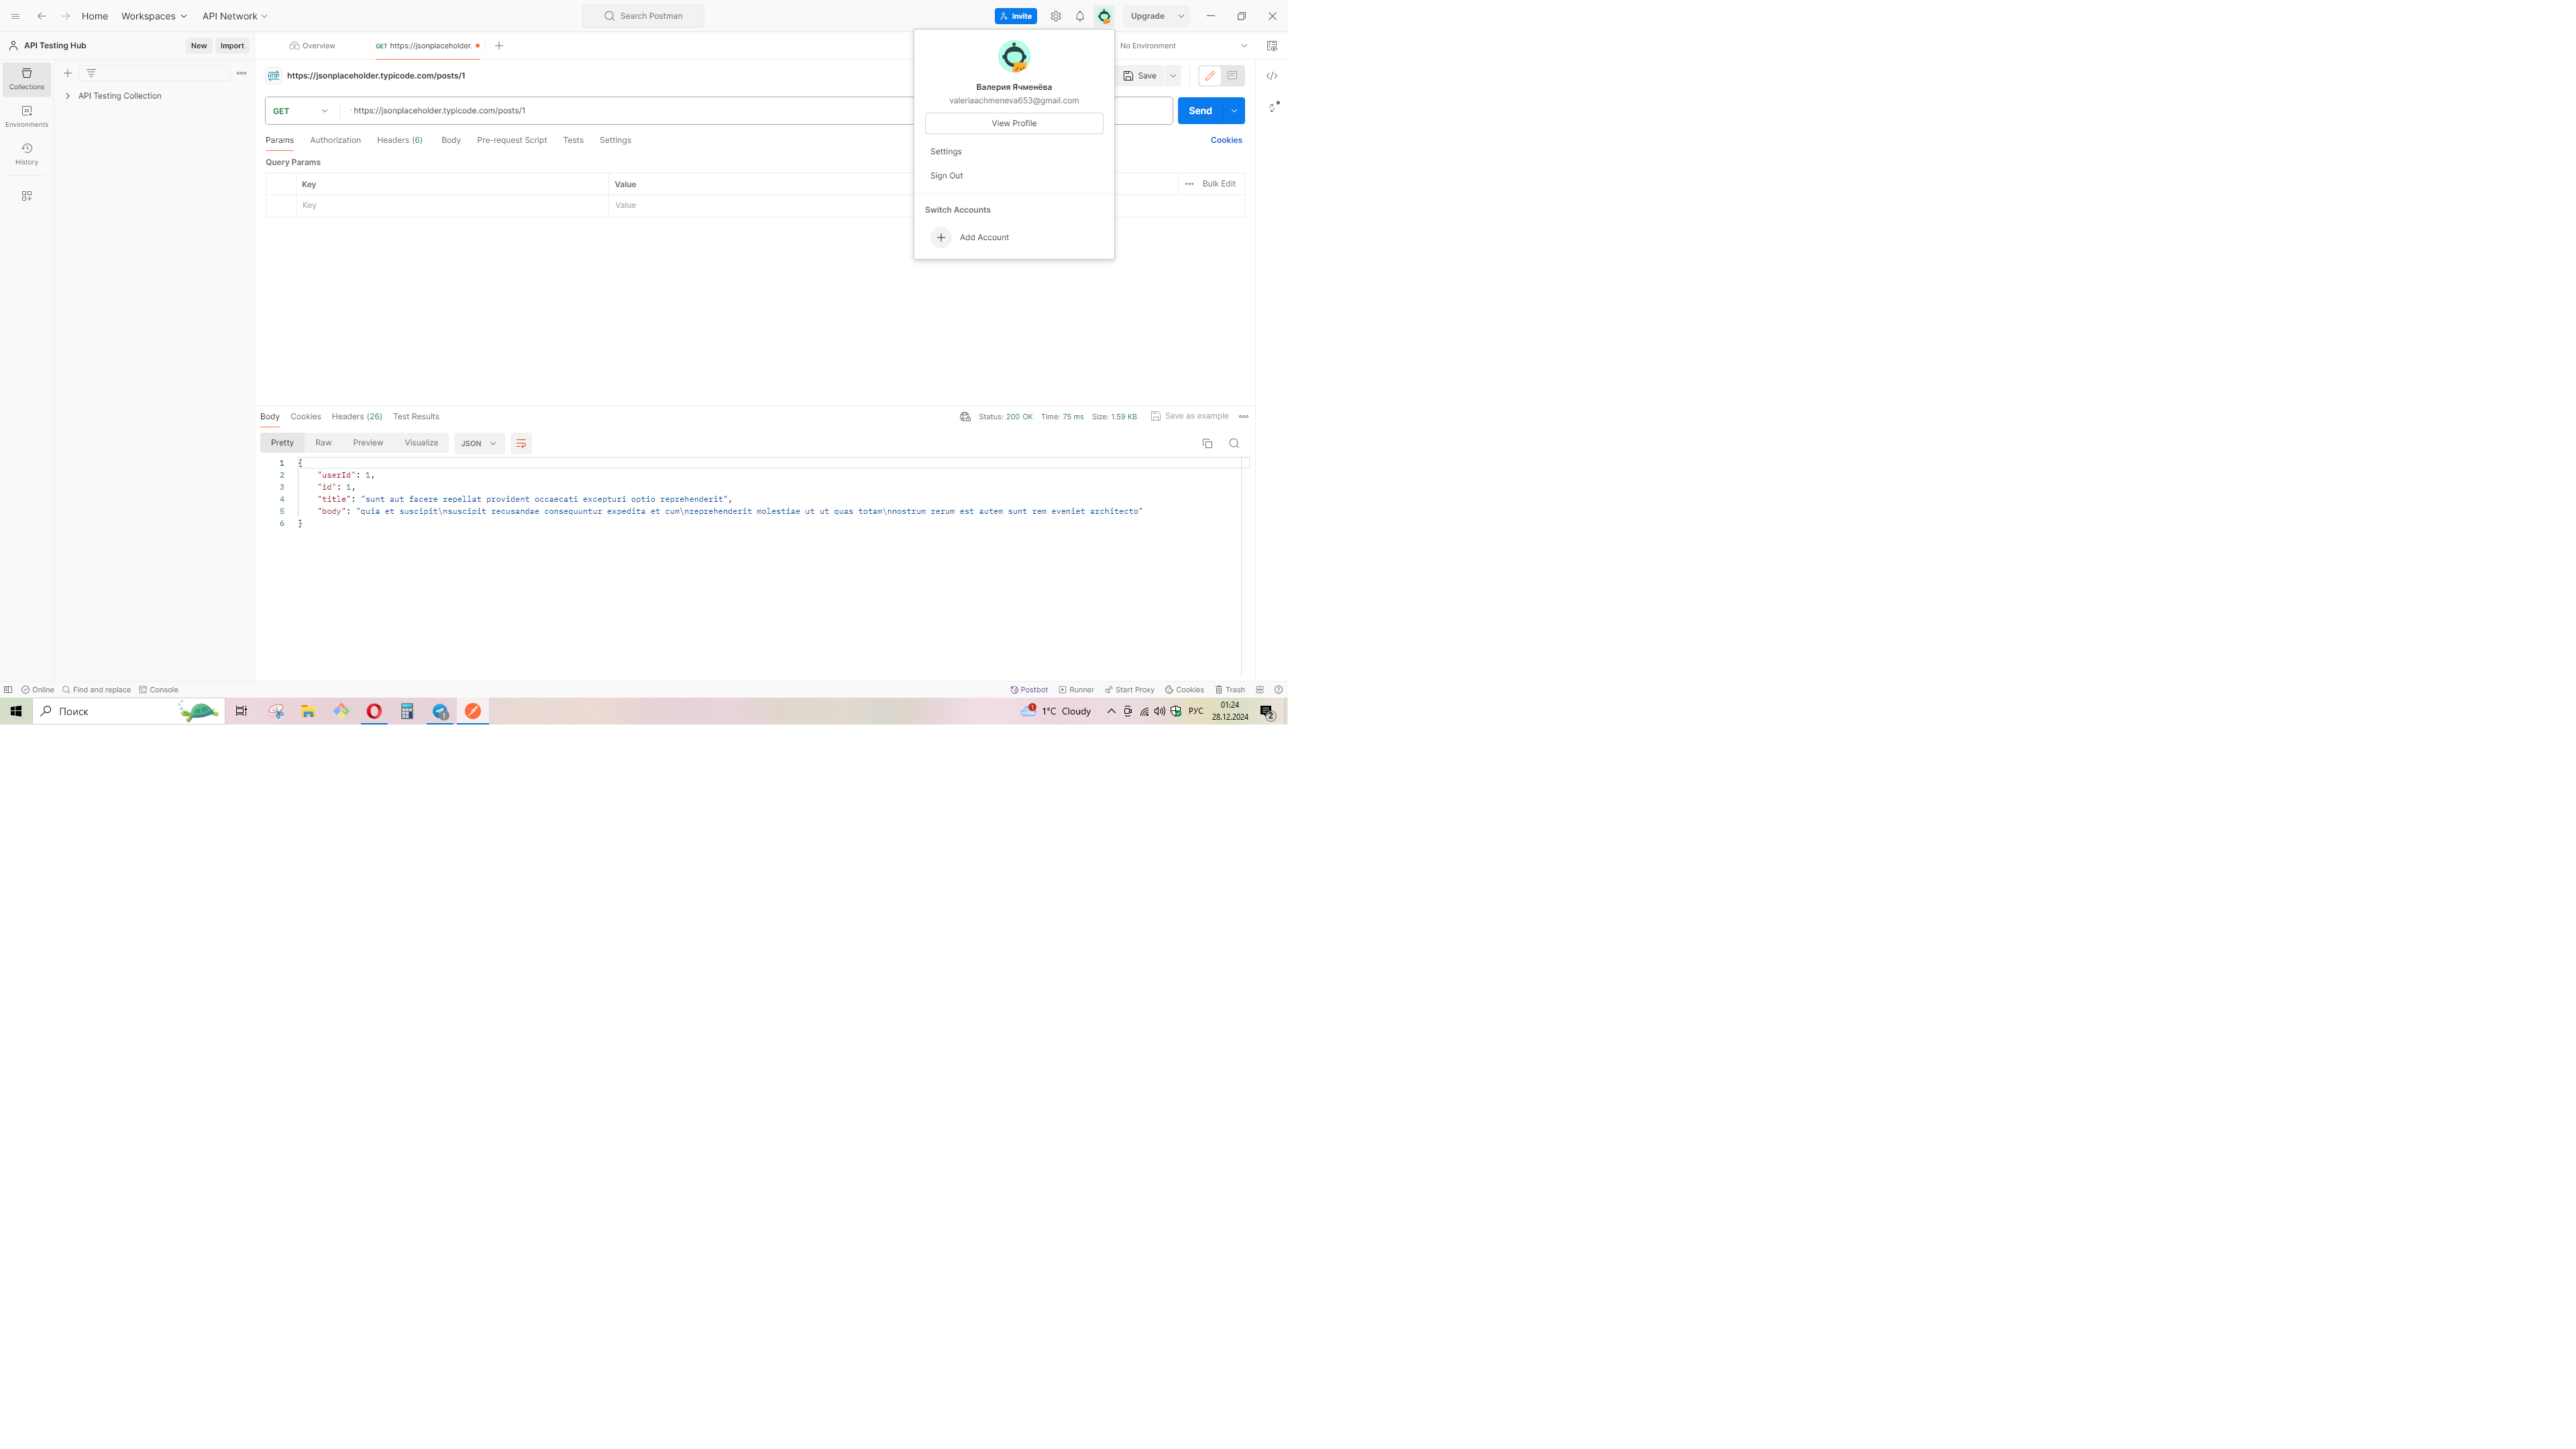 Home Workspaces API Network Search Postman Invite Upgrade
API Testing Hub New Import Overview GET https://jsonplaceholder. No Environment
Collections
Environments
History
API Testing Collection
HTTP https://jsonplaceholder.typicode.com/posts/1 Save
GET https://jsonplaceholder.typicode.com/posts/1 Send
Params Authorization Headers (6) Body Pre-request Script Tests Settings Cookies
Query Params
Key Value Bulk Edit
Key Value
Валерия Ячменёва
valeriaachmeneva653@gmail.com
View Profile
Settings
Sign Out
Switch Accounts
Add Account
Body Cookies Headers (26) Test Results Status: 200 OK Time: 75 ms Size: 1.59 KB Save as example
Pretty Raw Preview Visualize JSON
1 {
2 "userId": 1,
3 "id": 1,
4 "title": "sunt aut facere repellat provident occaecati excepturi optio reprehenderit",
5 "body": "quia et suscipit\nsuscipit recusandae consequuntur expedita et cum\nreprehenderit molestiae ut ut quas totam\nnostrum rerum est autem sunt rem eveniet architecto"
6 }
Online Find and replace Console Postbot Runner Start Proxy Cookies Trash
Поиск 1 1 1°C Cloudy РУС 01:24 2
28.12.2024